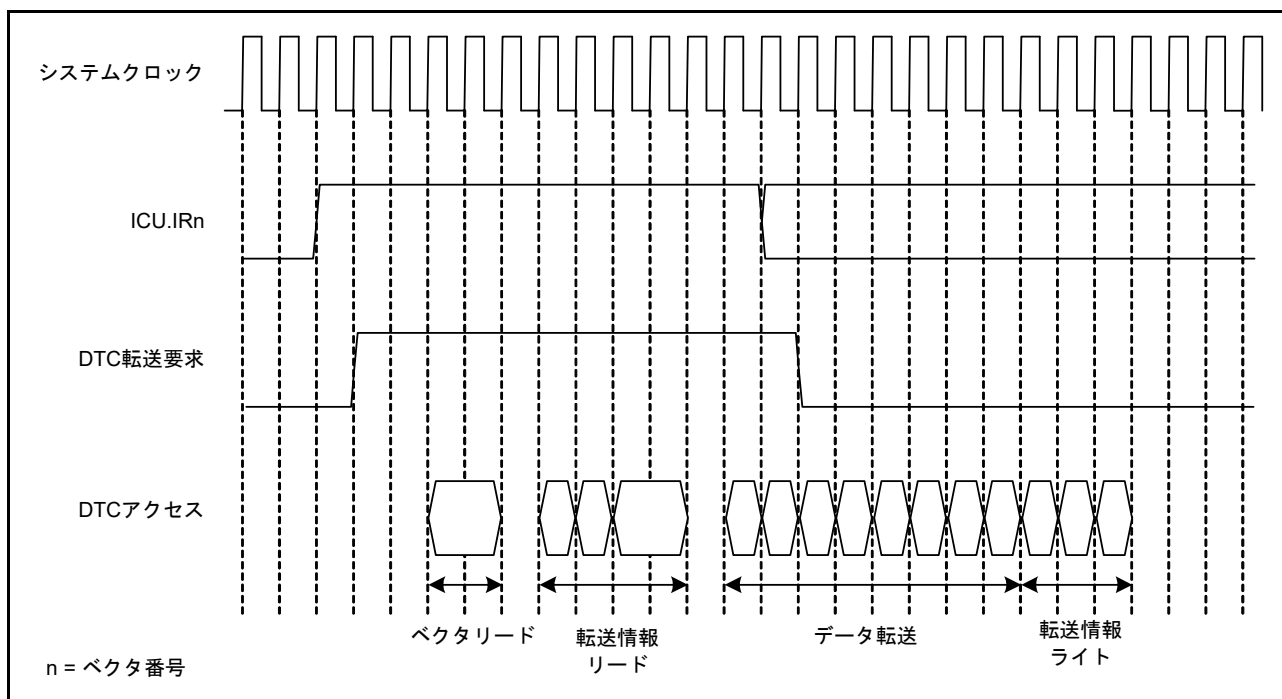 システムクロック
ICU.IRn
DTC転送要求
DTCアクセス
ベクタリード
転送情報
リード
データ転送
転送情報
ライト
n = ベクタ番号